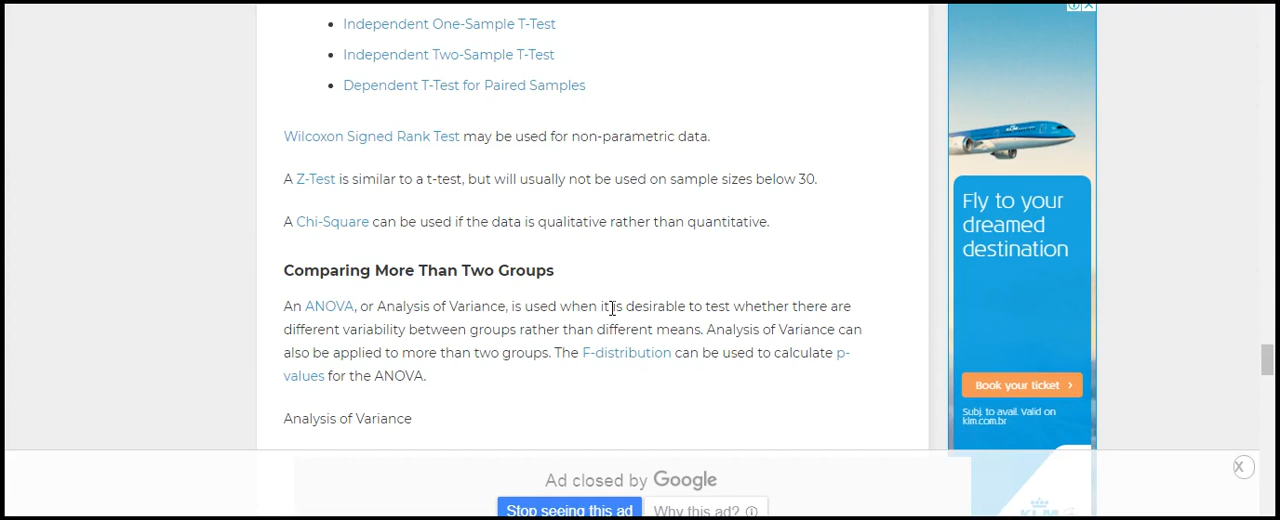 Independent One-Sample T-Test
Independent Two-Sample T-Test
Dependent T-Test for Paired Samples
Wilcoxon Signed Rank Test may be used for non-parametric data.
A Z-Test is similar to a t-test, but will usually not be used on sample sizes below 30.
A Chi-Square can be used if the data is qualitative rather than quantitative.
Comparing More Than Two Groups
An ANOVA, or Analysis of Variance, is used when it is desirable to test whether there are
different variability between groups rather than different means. Analysis of Variance can
also be applied to more than two groups. The F-distribution can be used to calculate p-
values for the ANOVA.
Analysis of Variance
KLM
Fly to your
dreamed
destination
Book your ticket
Subj. to avail. Valid on
klm.com.br
KLM
Ad closed by Google
Stop seeing this ad
Why this ad?
X